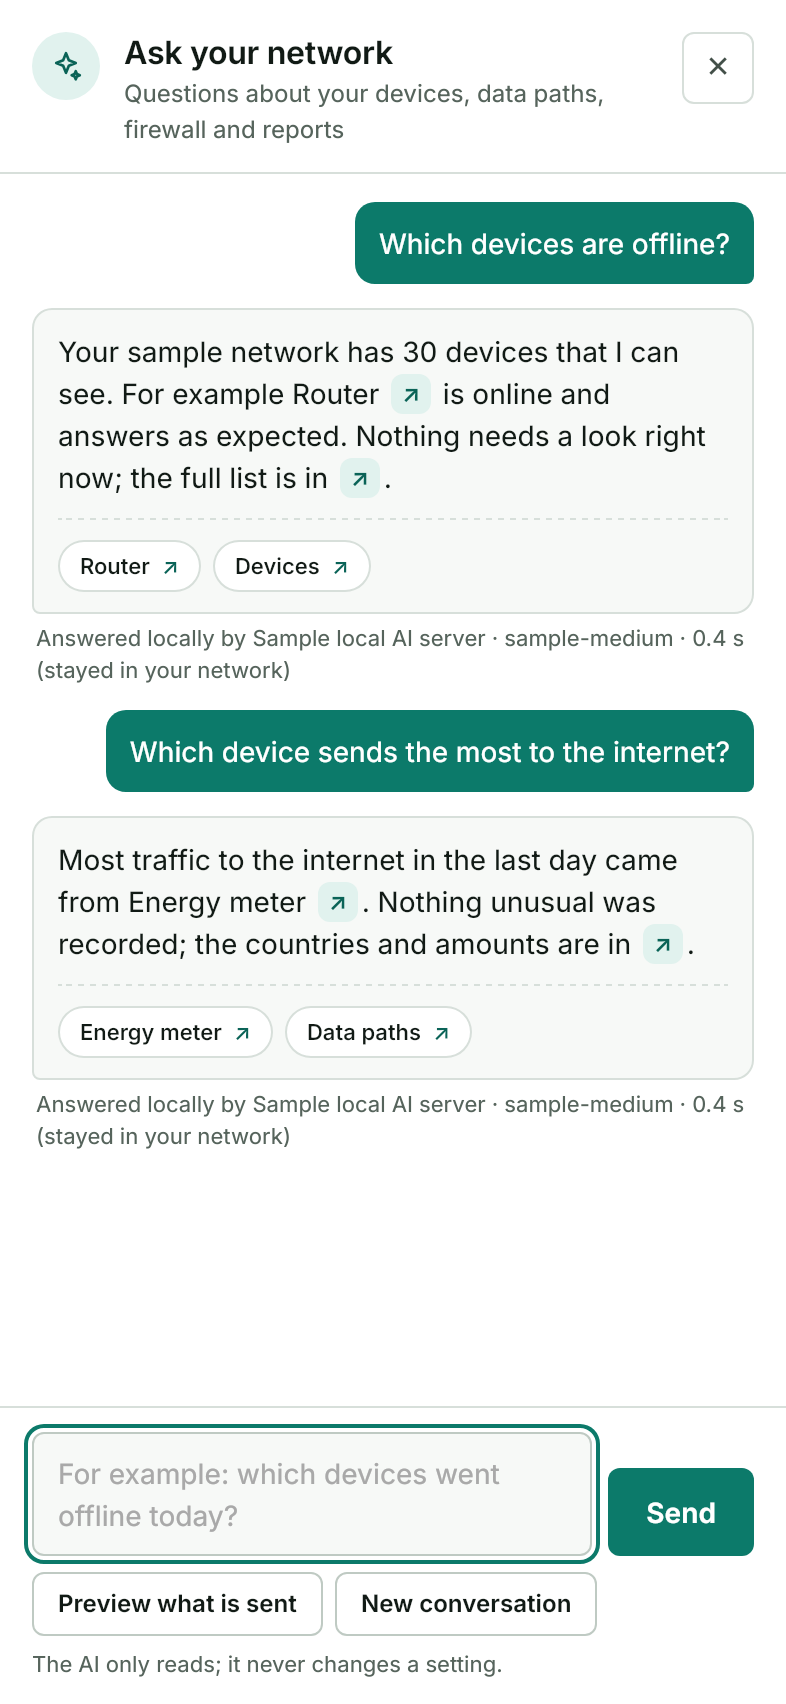 Ask your network
Questions about your devices, data paths,
firewall and reports
Which devices are offline?
Your sample network has 30 devices that I can
see. For example Router is online and
answers as expected. Nothing needs a look right
now; the full list is in .
Router
Devices
Answered locally by Sample local AI server · sample-medium · 0.4 s
(stayed in your network)
Which device sends the most to the internet?
Most traffic to the internet in the last day came
from Energy meter . Nothing unusual was
recorded; the countries and amounts are in .
Energy meter
Data paths
Answered locally by Sample local AI server · sample-medium · 0.4 s
(stayed in your network)
For example: which devices went
offline today?
Send
Preview what is sent
New conversation
The AI only reads; it never changes a setting.